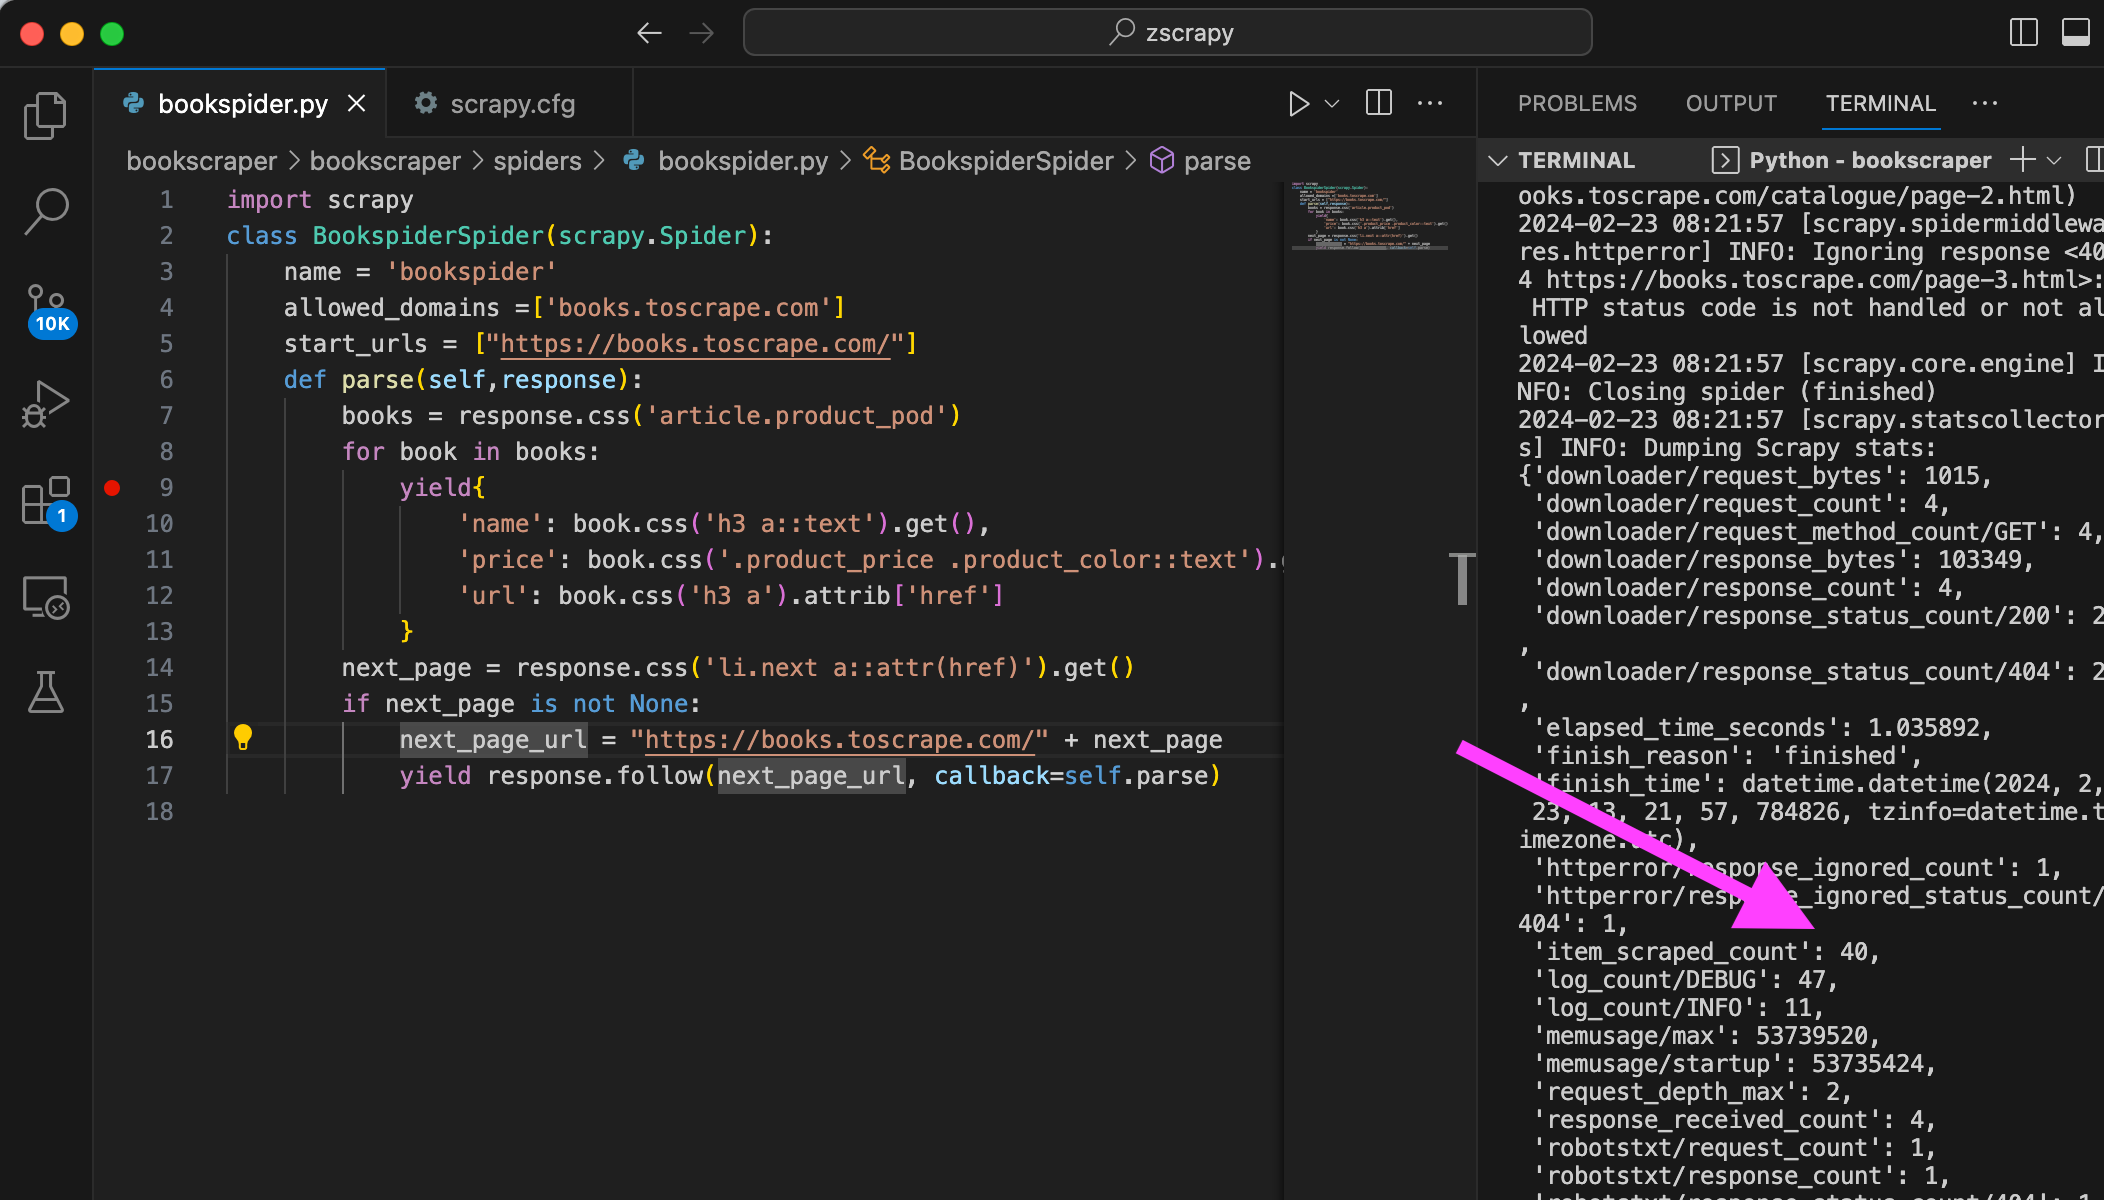 zscrapy
bookspider.py
scrapy.cfg
bookscraper > bookscraper > spiders > bookspider.py > BookspiderSpider > parse
1 import scrapy
2 class BookspiderSpider(scrapy.Spider):
3 name = 'bookspider'
4 allowed_domains =['books.toscrape.com']
5 start_urls = ["https://books.toscrape.com/"]
6 def parse(self,response):
7 books = response.css('article.product_pod')
8 for book in books:
9 yield{
10 'name': book.css('h3 a::text').get(),
11 'price': book.css('.product_price .product_color::text').
12 'url': book.css('h3 a').attrib['href']
13 }
14 next_page = response.css('li.next a::attr(href)').get()
15 if next_page is not None:
16 next_page_url = "https://books.toscrape.com/" + next_page
17 yield response.follow(next_page_url, callback=self.parse)
18
10K
1
PROBLEMS OUTPUT TERMINAL
TERMINAL Python - bookscraper
ooks.toscrape.com/catalogue/page-2.html)
2024-02-23 08:21:57 [scrapy.spidermiddlewa
res.httperror] INFO: Ignoring response <40
4 https://books.toscrape.com/page-3.html>:
HTTP status code is not handled or not al
lowed
2024-02-23 08:21:57 [scrapy.core.engine] I
NFO: Closing spider (finished)
2024-02-23 08:21:57 [scrapy.statscollector
s] INFO: Dumping Scrapy stats:
{'downloader/request_bytes': 1015,
'downloader/request_count': 4,
'downloader/request_method_count/GET': 4,
'downloader/response_bytes': 103349,
'downloader/response_count': 4,
'downloader/response_status_count/200': 2
,
'downloader/response_status_count/404': 2
,
'elapsed_time_seconds': 1.035892,
'finish_reason': 'finished',
'finish_time': datetime.datetime(2024, 2,
23, 13, 21, 57, 784826, tzinfo=datetime.t
imezone.utc),
'httperror/response_ignored_count': 1,
'httperror/response_ignored_status_count/
404': 1,
'item_scraped_count': 40,
'log_count/DEBUG': 47,
'log_count/INFO': 11,
'memusage/max': 53739520,
'memusage/startup': 53735424,
'request_depth_max': 2,
'response_received_count': 4,
'robotstxt/request_count': 1,
'robotstxt/response_count': 1,